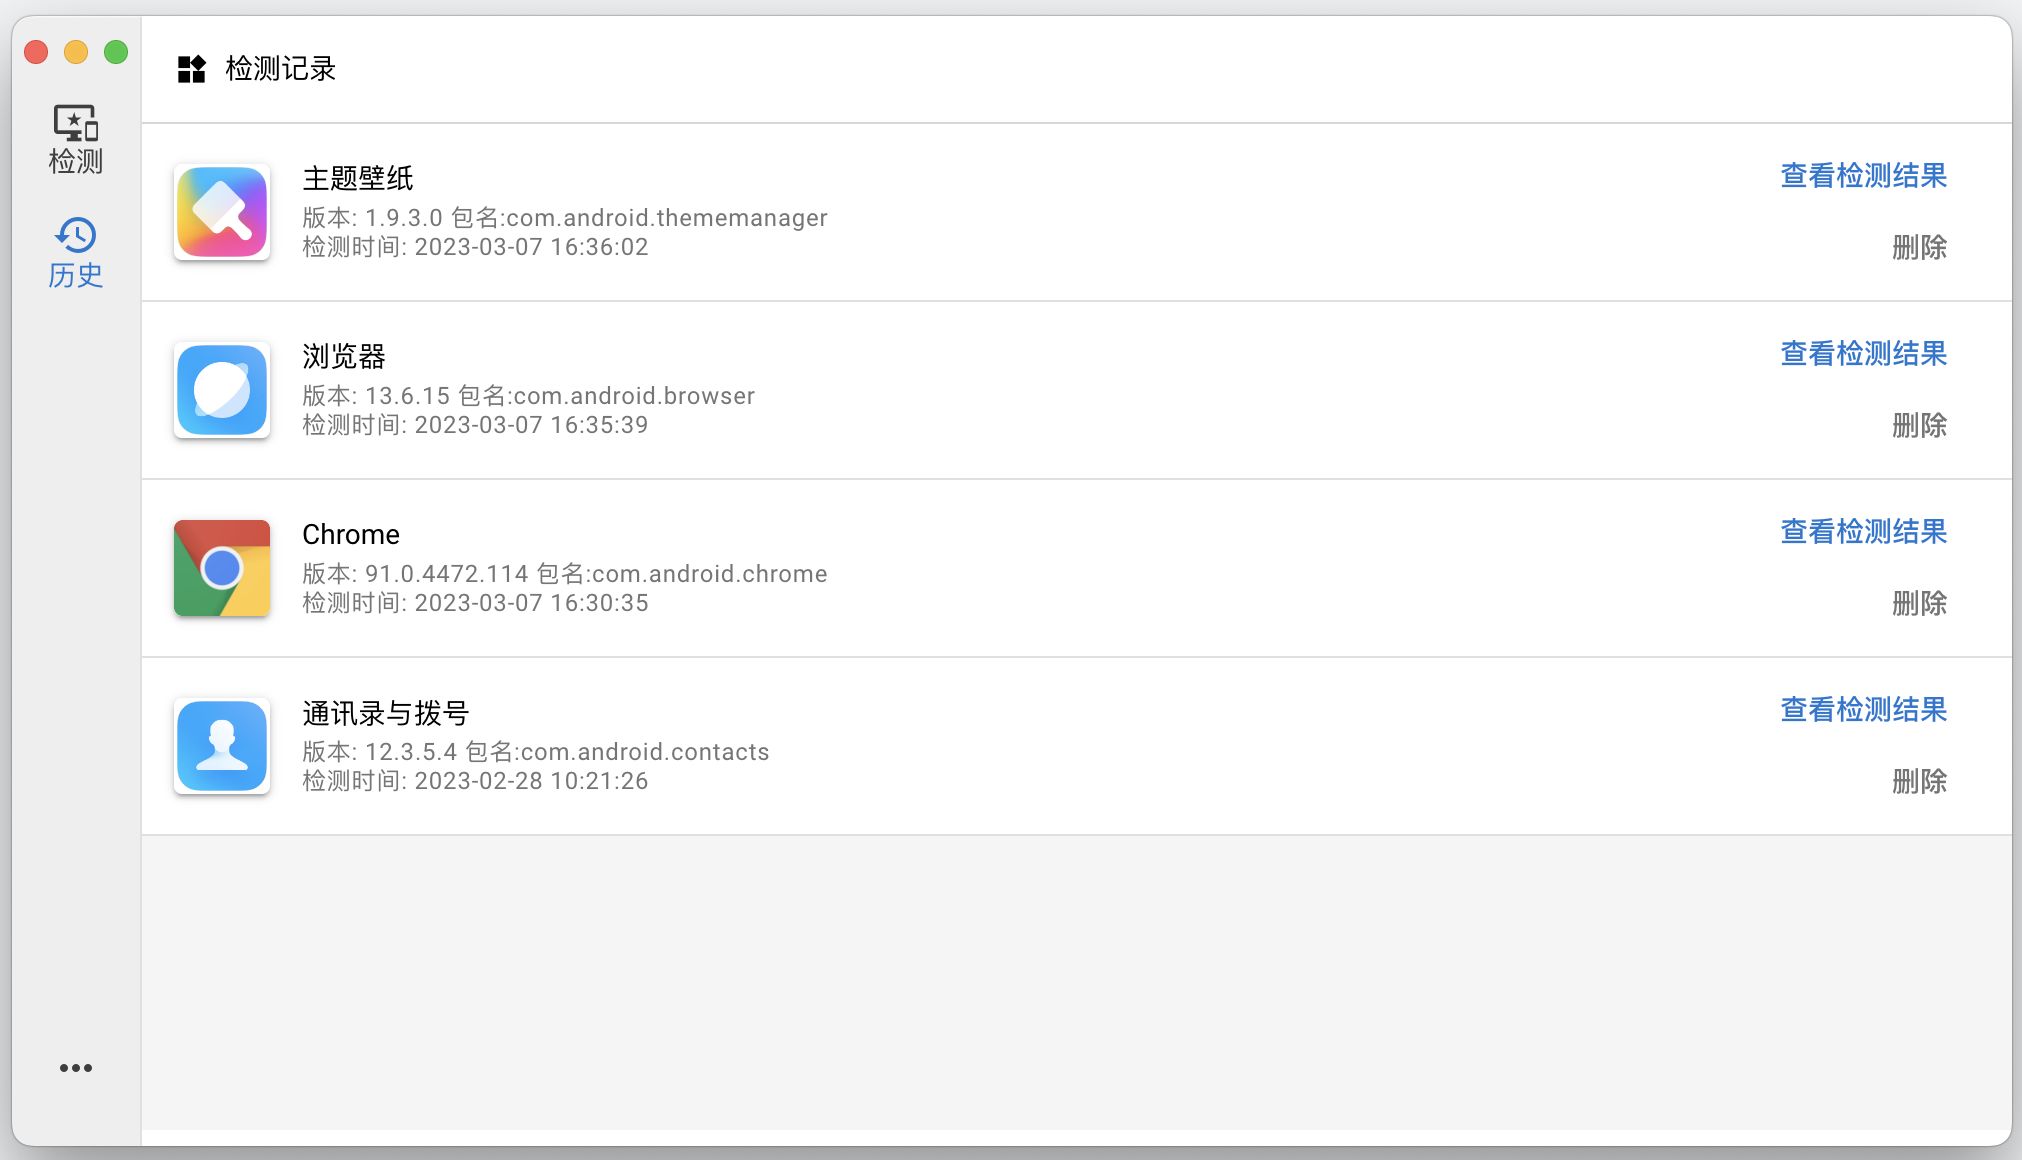 检测记录
检测
历史
主题壁纸
版本: 1.9.3.0 包名:com.android.thememanager
检测时间: 2023-03-07 16:36:02
查看检测结果
删除
浏览器
版本: 13.6.15 包名:com.android.browser
检测时间: 2023-03-07 16:35:39
查看检测结果
删除
Chrome
版本: 91.0.4472.114 包名:com.android.chrome
检测时间: 2023-03-07 16:30:35
查看检测结果
删除
通讯录与拨号
版本: 12.3.5.4 包名:com.android.contacts
检测时间: 2023-02-28 10:21:26
查看检测结果
删除